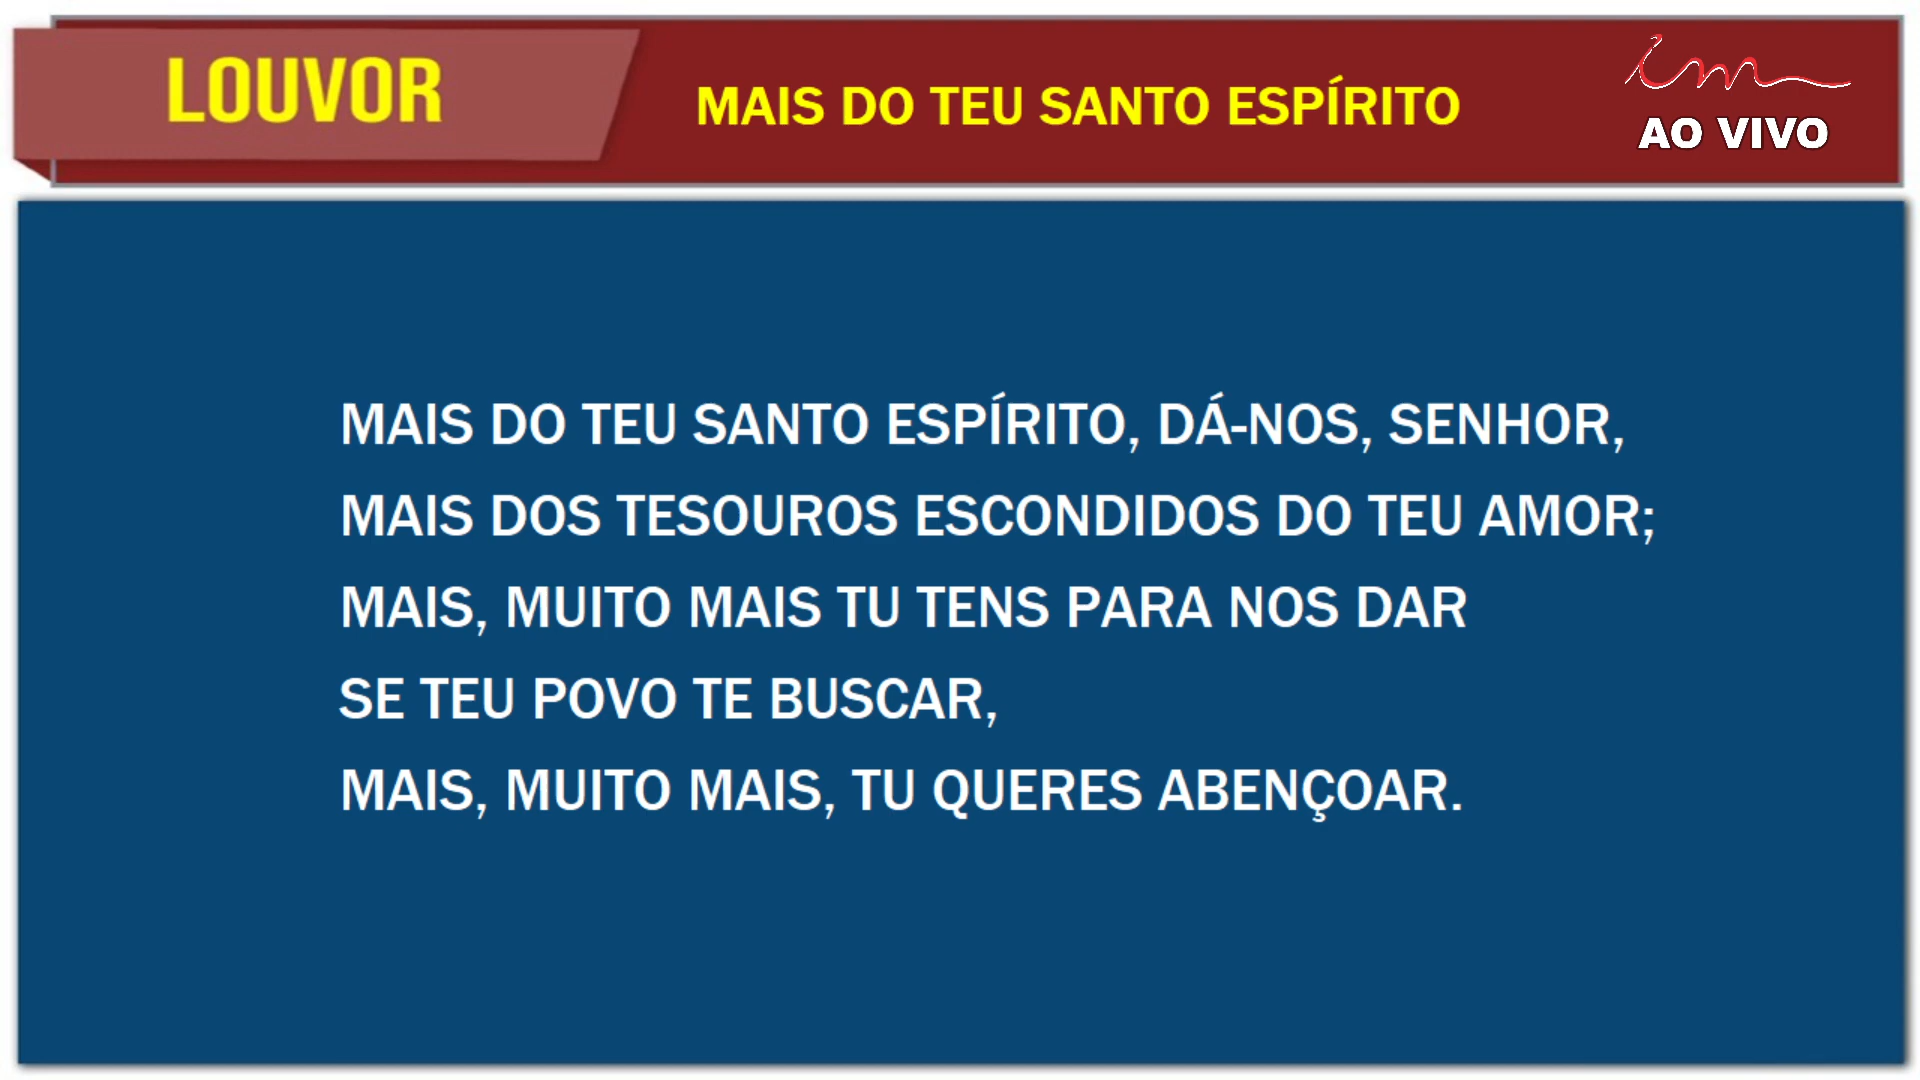 LOUVOR
MAIS DO TEU SANTO ESPÍRITO
im
AO VIVO
MAIS DO TEU SANTO ESPÍRITO, DÁ-NOS, SENHOR,
MAIS DOS TESOUROS ESCONDIDOS DO TEU AMOR;
MAIS, MUITO MAIS TU TENS PARA NOS DAR
SE TEU POVO TE BUSCAR,
MAIS, MUITO MAIS, TU QUERES ABENÇOAR.